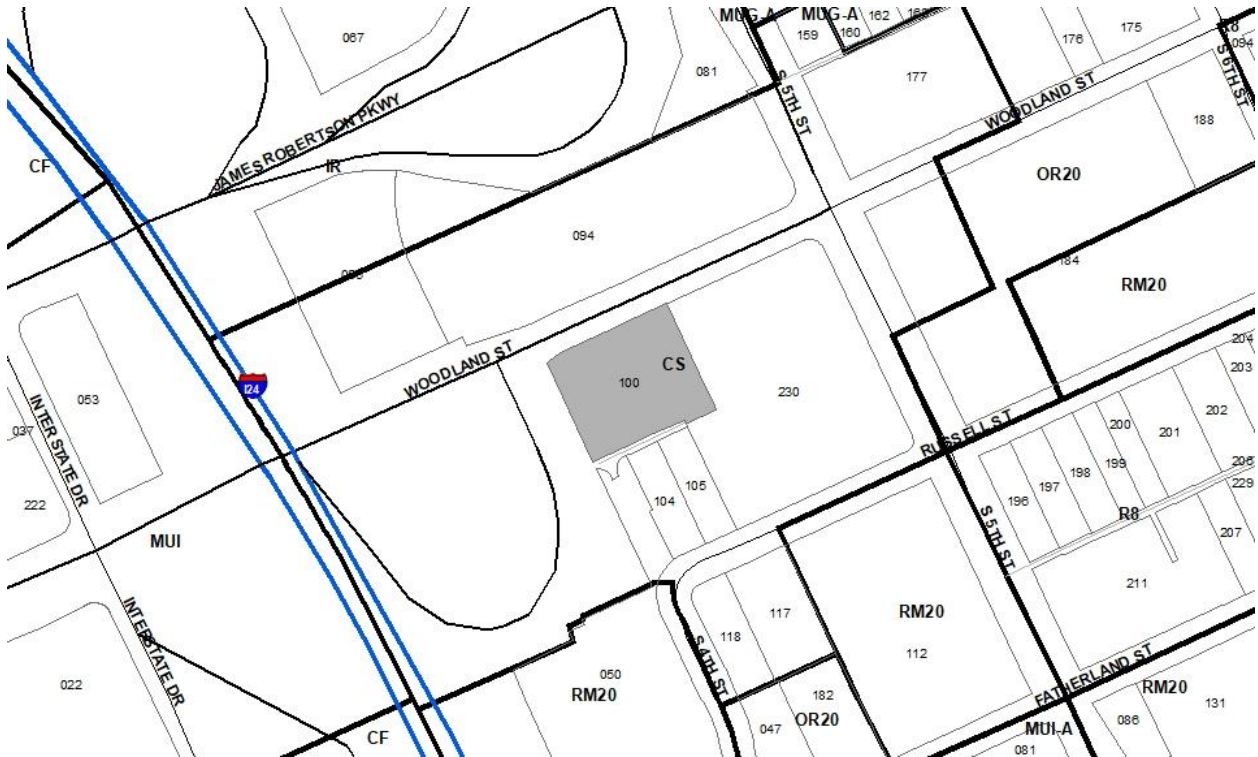 MUG-A
MUG-A
162
159
160
175
R8
094
067
176
S 6TH ST
081
177
S 5TH ST
WOODLAND ST
JAMES ROBERTSON PKWY
188
CF
IR
OR20
094
184
RM20
WOODLAND ST
204
CS
203
I24
100
053
230
202
INTERSTATE DR
RUSSELL ST
200
201
037
199
198
206
197
229
104
105
196
222
R8
207
S 5TH ST
MUI
211
117
RM20
INTERSTATE DR
118
112
S 4TH ST
FATHERLAND ST
050
022
RM20
182
RM20
131
047
OR20
086
MUI-A
CF
081